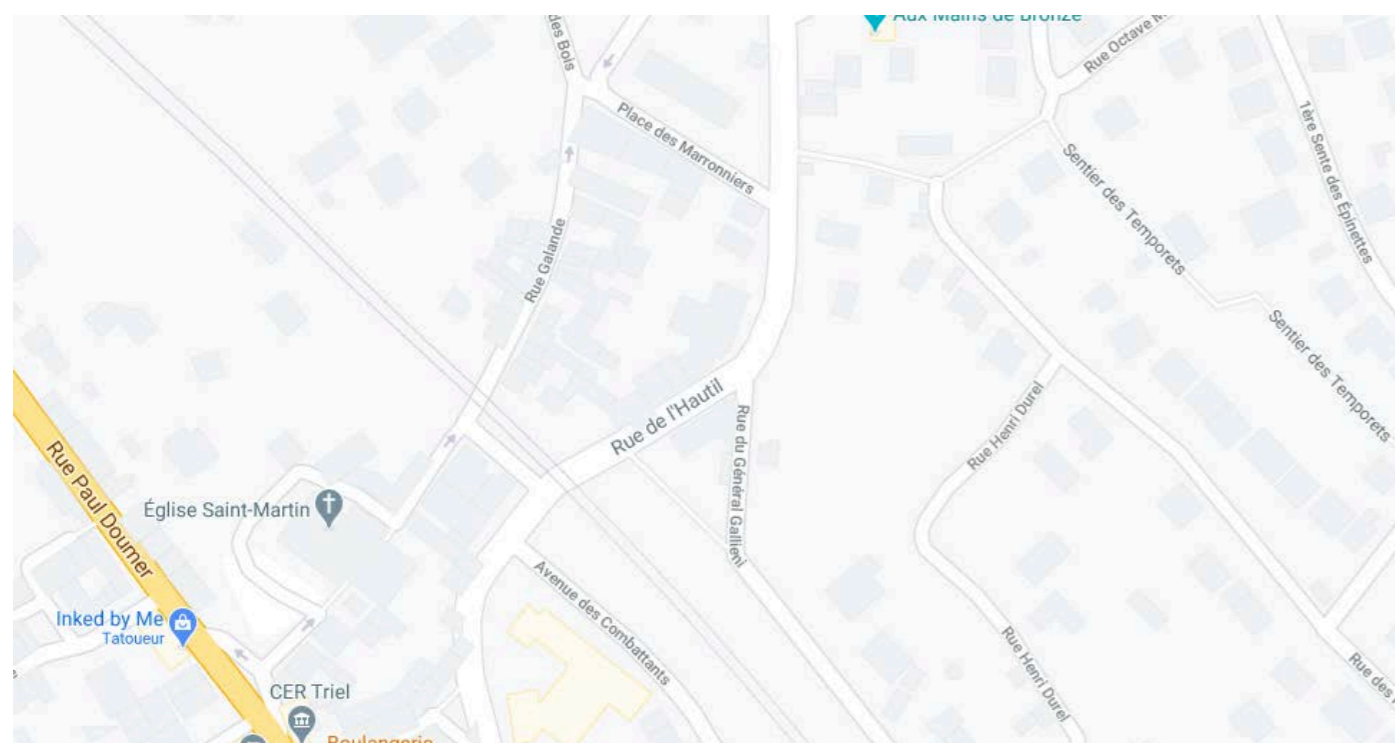 Aux Mains de Bronze
des Bois
Rue Octave M
Place des Marronniers
1ère Sente des Épinettes
Sentier des Temporets
Rue Galande
Sentier des Temporets
Rue de l'Hautil
Rue du Général Gallieni
Rue Henri Durel
Rue Paul Doumer
Église Saint-Martin
Avenue des Combattants
Inked by Me
Tatoueur
Rue Henri Durel
Rue des
CER Triel
Boulangerie